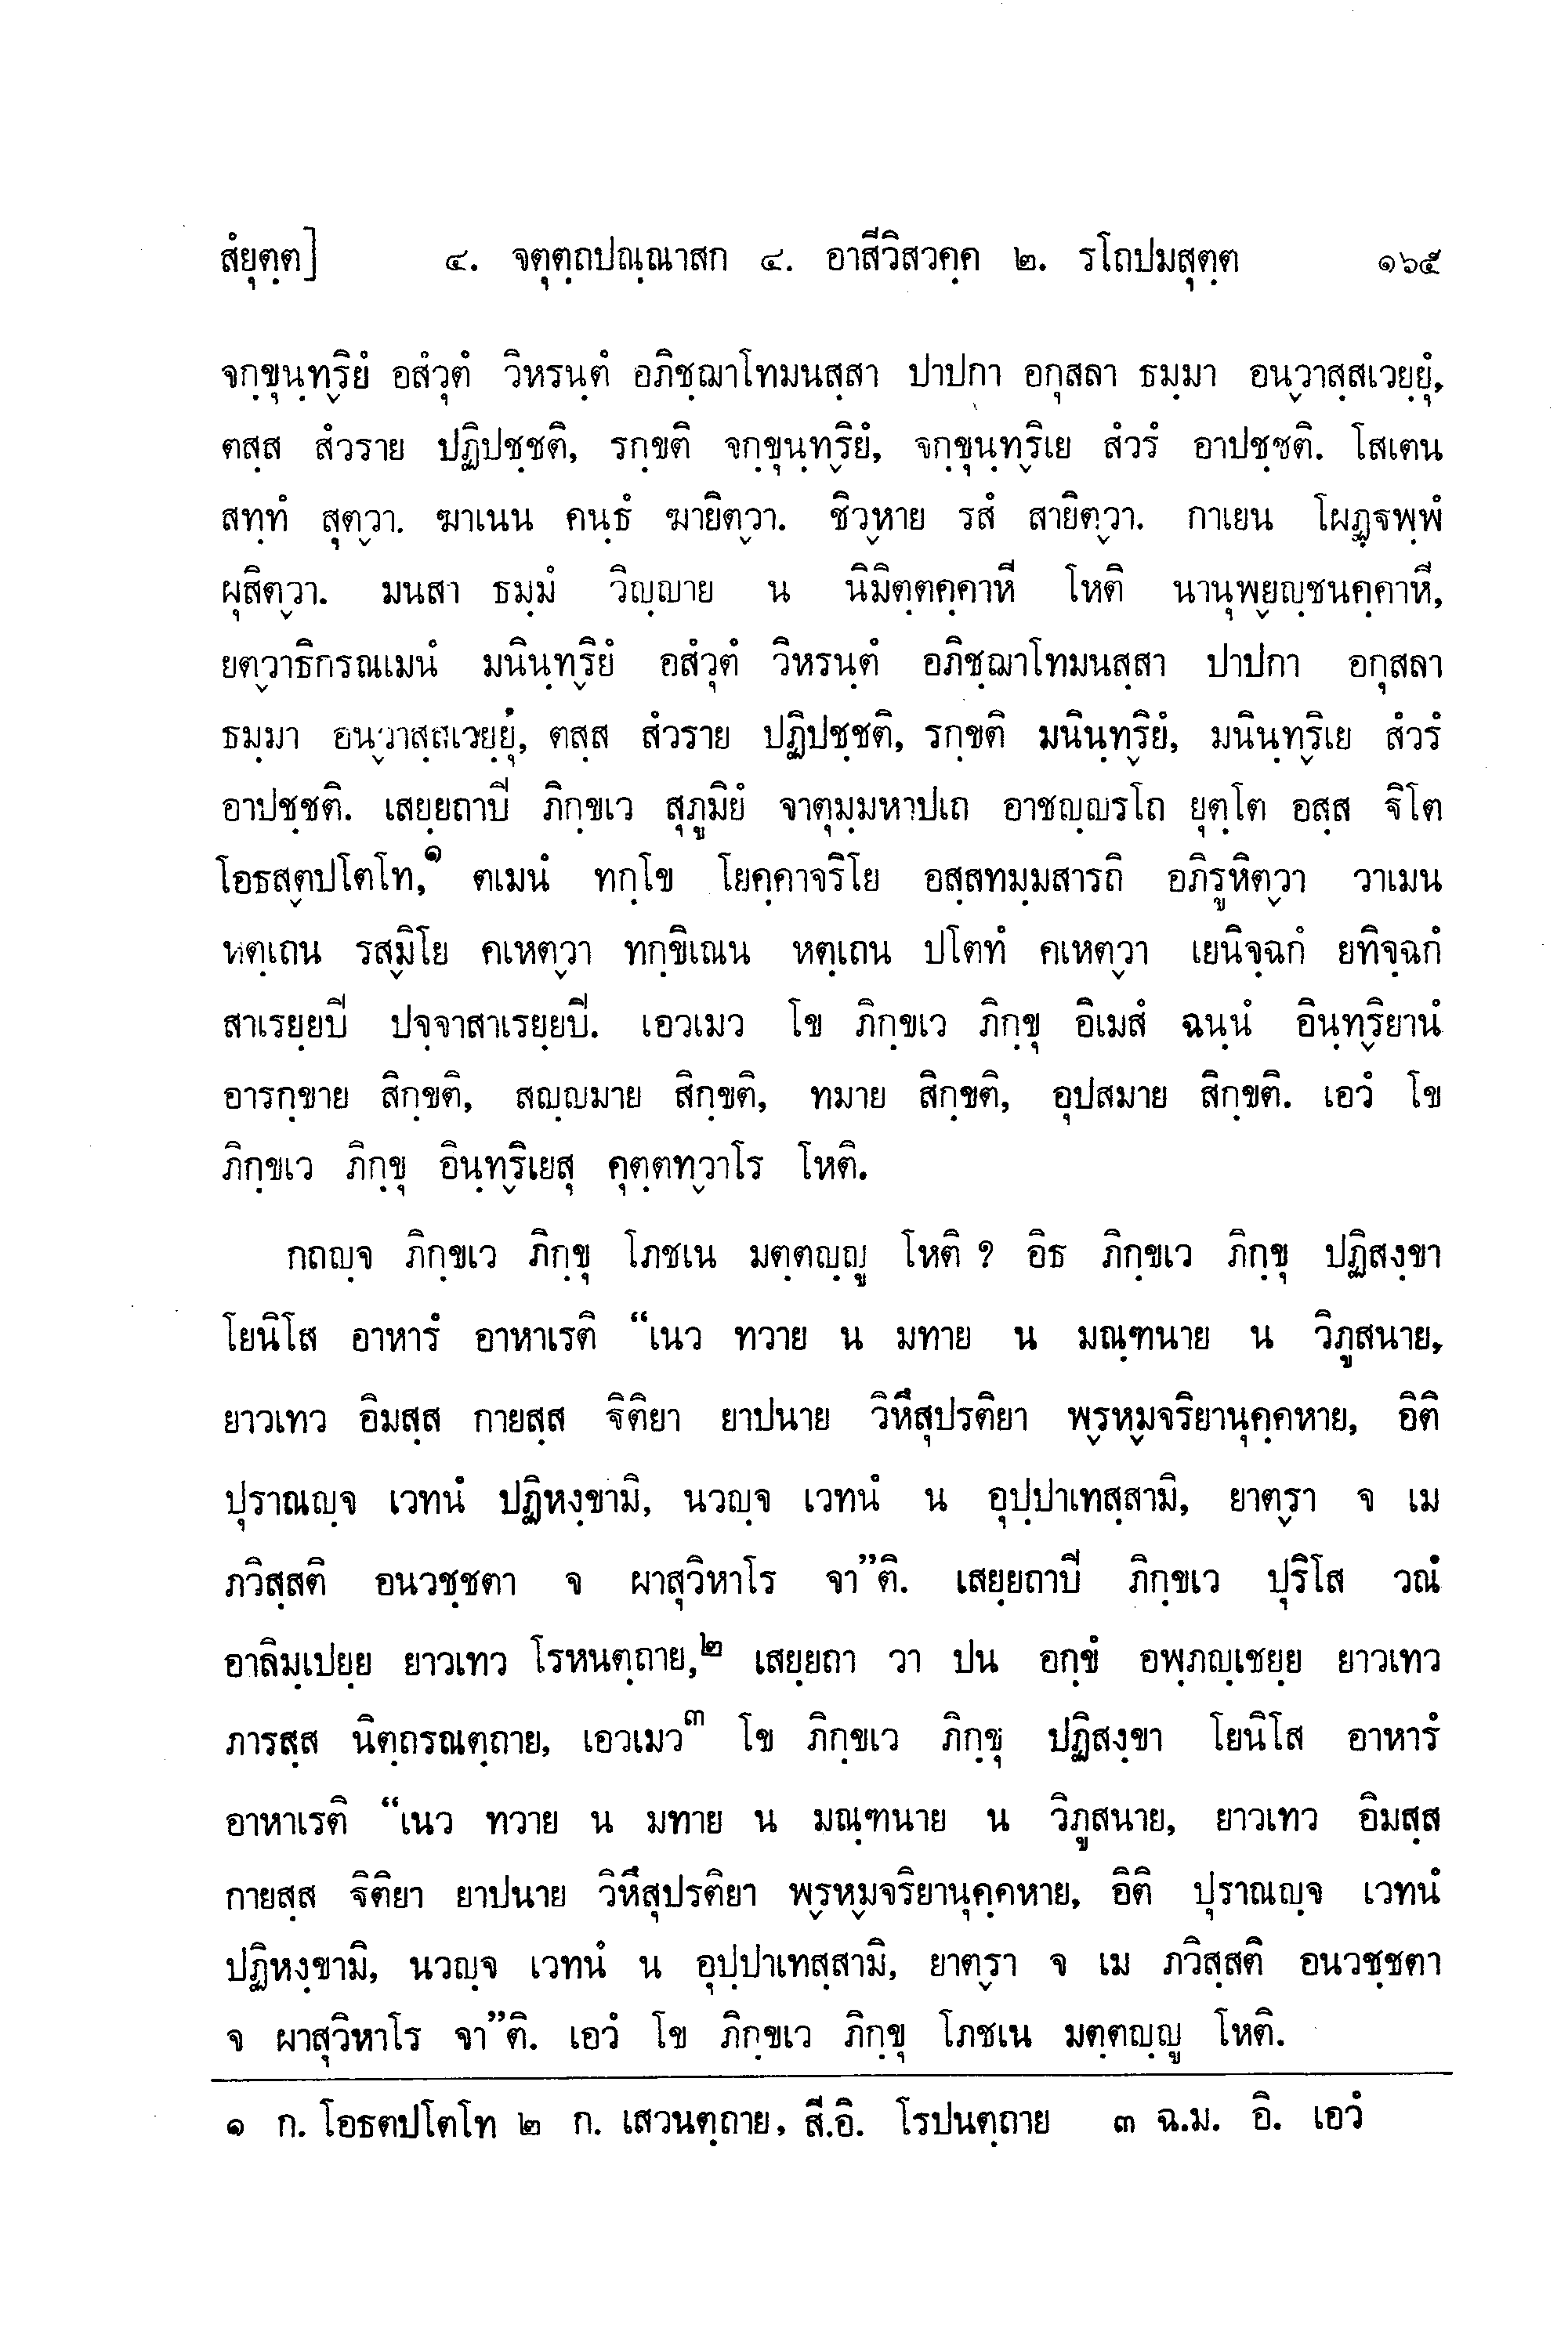 สํยุตฺต] ๔. จตุตฺถปณฺณาสก ๔. อาสีวิสวคฺค ๒. รโถปมสุตฺต ๑๖๕
จกฺขุนฺทฺริยํ อสํวุตํ วิหรนฺตํ อภิชฺฌาโทมนสฺสา ปาปกา อกุสลา ธมฺมา อนฺวาสฺสเวยฺยุํ,
ตสฺส สํวราย ปฏิปชฺชติ, รกฺขติ จกฺขุนฺทฺริยํ, จกฺขุนฺทฺริเย สํวรํ อาปชฺชติ. โสเตน
สทฺทํ สุตฺวา. ฆาเนน คนฺธํ ฆายิตฺวา. ชิวฺหาย รสํ สายิตฺวา. กาเยน โผฏฺฐพฺพํ
ผุสิตฺวา. มนสา ธมฺมํ วิญฺญาย น นิมิตฺตคฺคาหี โหติ นานุพฺยญฺชนคฺคาหี,
ยตฺวาธิกรณเมนํ มนินฺทฺริยํ อสํวุตํ วิหรนฺตํ อภิชฺฌาโทมนสฺสา ปาปกา อกุสลา
ธมฺมา อนฺวาสฺสเวยฺยุํ, ตสฺส สํวราย ปฏิปชฺชติ, รกฺขติ มนินฺทฺริยํ, มนินฺทฺริเย สํวรํ
อาปชฺชติ. เสยฺยถาปี ภิกฺขเว สุภูมิยํ จาตุมฺมหาปเถ อาชญฺญรโถ ยุตฺโต อสฺส ฐิโต
โอธสฺตปโตโท,๑ ตเมนํ ทกฺโข โยคฺคาจริโย อสฺสทมฺมสารถิ อภิรูหิตฺวา วาเมน
หตฺเถน รสฺมิโย คเหตฺวา ทกฺขิเณน หตฺเถน ปโตทํ คเหตฺวา เยนิจฺฉกํ ยทิจฺฉกํ
สาเรยฺยปี ปจฺจาสาเรยฺยปี. เอวเมว โข ภิกฺขเว ภิกฺขุ อิเมสํ ฉนฺนํ อินฺทฺริยานํ
อารกฺขาย สิกฺขติ, สญฺญมาย สิกฺขติ, ทมาย สิกฺขติ, อุปสมาย สิกฺขติ. เอวํ โข
ภิกฺขเว ภิกฺขุ อินฺทฺริเยสุ คุตฺตทฺวาโร โหติ.
กถญฺจ ภิกฺขเว ภิกฺขุ โภชเน มตฺตญฺญู โหติ ? อิธ ภิกฺขเว ภิกฺขุ ปฏิสงฺขา
โยนิโส อาหารํ อาหาเรติ “เนว ทวาย น มทาย น มณฺฑนาย น วิภูสนาย,
ยาวเทว อิมสฺส กายสฺส ฐิติยา ยาปนาย วิหึสุปรติยา พฺรหฺมจริยานุคฺคหาย, อิติ
ปุราณญฺจ เวทนํ ปฏิหงฺขามิ, นวญฺจ เวทนํ น อุปฺปาเทสฺสามิ, ยาตฺรา จ เม
ภวิสฺสติ อนวชฺชตา จ ผาสุวิหาโร จา”ติ. เสยฺยถาปี ภิกฺขเว ปุริโส วณํ
อาลิมฺเปยฺย ยาวเทว โรหนตฺถาย,๒ เสยฺยถา วา ปน อกฺขํ อพฺภญฺเชยฺย ยาวเทว
ภารสฺส นิตฺถรณตฺถาย, เอวเมว๓ โข ภิกฺขเว ภิกฺขุ ปฏิสงฺขา โยนิโส อาหารํ
อาหาเรติ “เนว ทวาย น มทาย น มณฺฑนาย น วิภูสนาย, ยาวเทว อิมสฺส
กายสฺส ฐิติยา ยาปนาย วิหึสุปรติยา พฺรหฺมจริยานุคฺคหาย, อิติ ปุราณญฺจ เวทนํ
ปฏิหงฺขามิ, นวญฺจ เวทนํ น อุปฺปาเทสฺสามิ, ยาตฺรา จ เม ภวิสฺสติ อนวชฺชตา
จ ผาสุวิหาโร จา”ติ. เอวํ โข ภิกฺขเว ภิกฺขุ โภชเน มตฺตญฺญู โหติ.
๑ ก. โอธตปโตโท ๒ ก. เสวนตฺถาย, สี.อิ. โรปนตฺถาย ๓ ฉ.ม. อิ. เอวํ